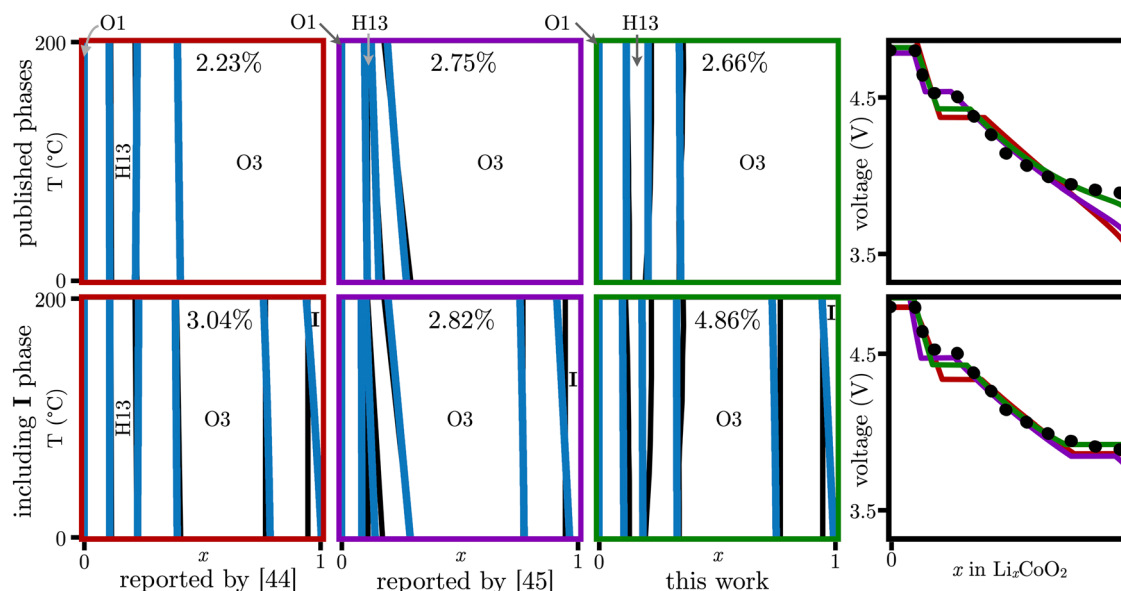 O1
O1
H13
O1
H13
200
2.23%
2.75%
2.66%
4.5
published phases
T (°C)
H13
O3
O3
O3
voltage (V)
3.5
0
200
3.04%
I
2.82%
4.86%
I
4.5
including I phase
T (°C)
H13
O3
O3
I
O3
voltage (V)
3.5
0
0
x
1
0
x
1
0
x
1
0
x in LixCoO2
reported by [44]
reported by [45]
this work